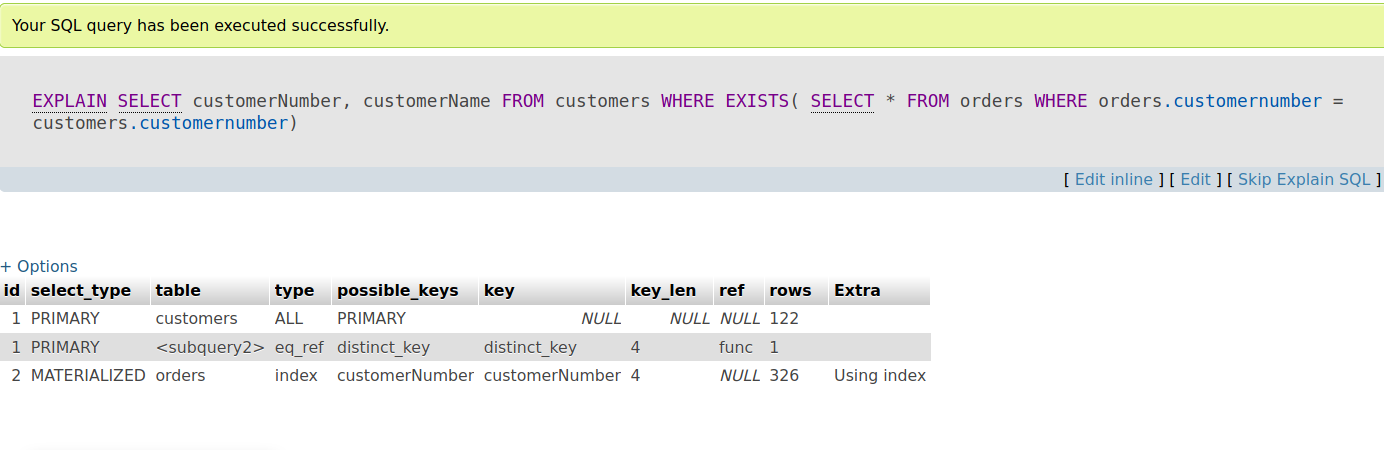 Your SQL query has been executed successfully.
EXPLAIN SELECT customerNumber, customerName FROM customers WHERE EXISTS( SELECT * FROM orders WHERE orders.customernumber =
customers.customernumber)
[ Edit inline ] [ Edit ] [ Skip Explain SQL ]
+ Options
id select_type table type possible_keys key key_len ref rows Extra
1 PRIMARY customers ALL PRIMARY NULL NULL NULL 122
1 PRIMARY <subquery2> eq_ref distinct_key distinct_key 4 func 1
2 MATERIALIZED orders index customerNumber customerNumber 4 NULL 326 Using index